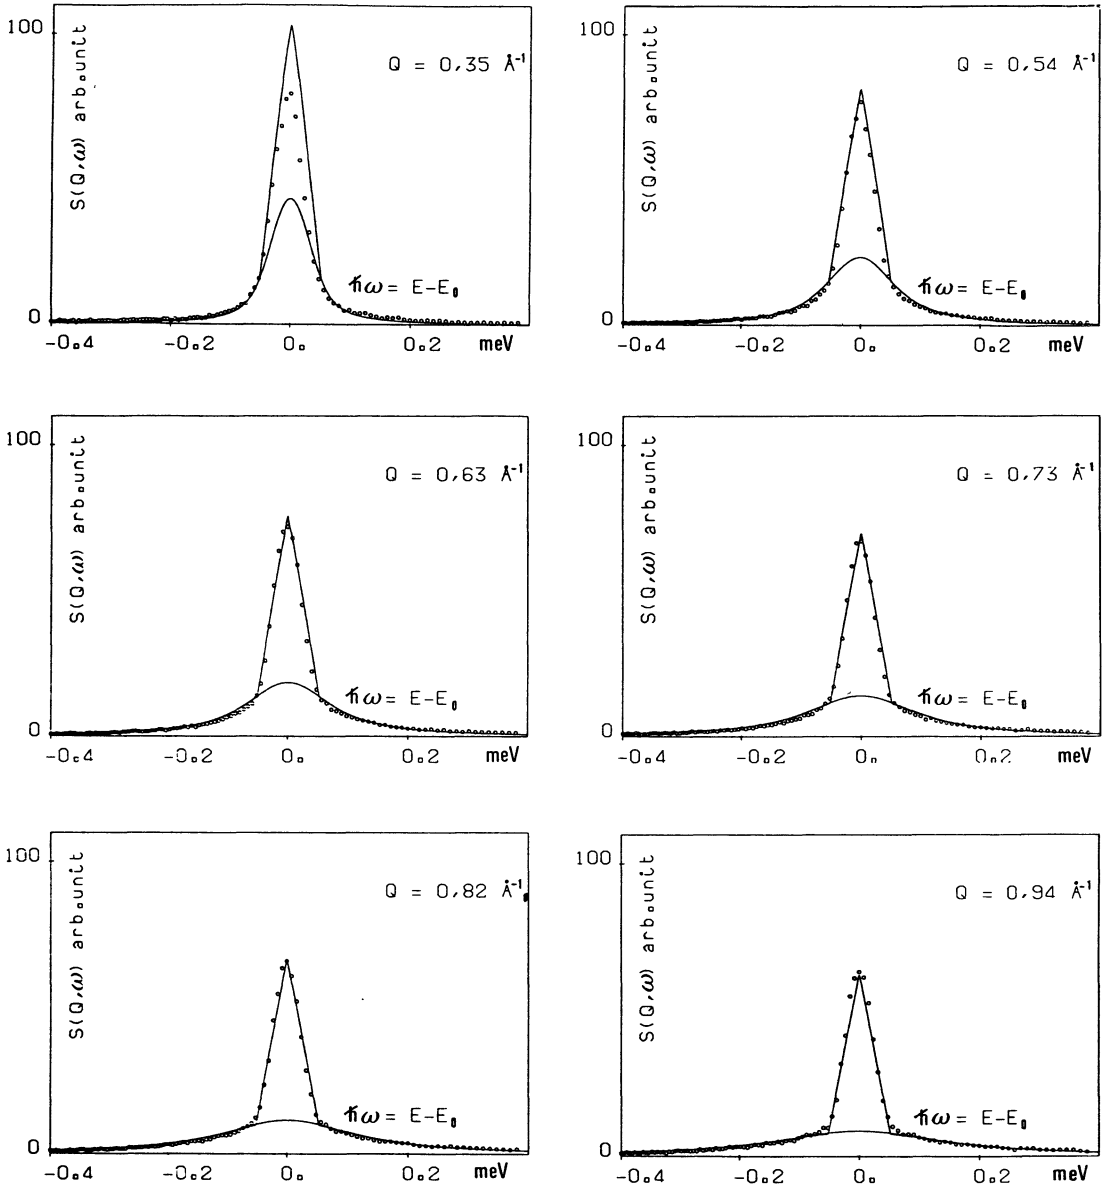 100
S(Q,ω) arb.unit
Q = 0,35 Å⁻¹
ℏω = E-E₀
0
-0.4 -0.2 0. 0.2 meV
100
S(Q,ω) arb.unit
Q = 0,54 Å⁻¹
ℏω = E-E₀
0
-0.4 -0.2 0. 0.2 meV
100
S(Q,ω) arb.unit
Q = 0,63 Å⁻¹
ℏω = E-E₀
0
-0.4 -0.2 0. 0.2 meV
100
S(Q,ω) arb.unit
Q = 0,73 Å⁻¹
ℏω = E-E₀
0
-0.4 -0.2 0. 0.2 meV
100
S(Q,ω) arb.unit
Q = 0,82 Å⁻¹
ℏω = E-E₀
0
-0.4 -0.2 0. 0.2 meV
100
S(Q,ω) arb.unit
Q = 0,94 Å⁻¹
ℏω = E-E₀
0
-0.4 -0.2 0. 0.2 meV